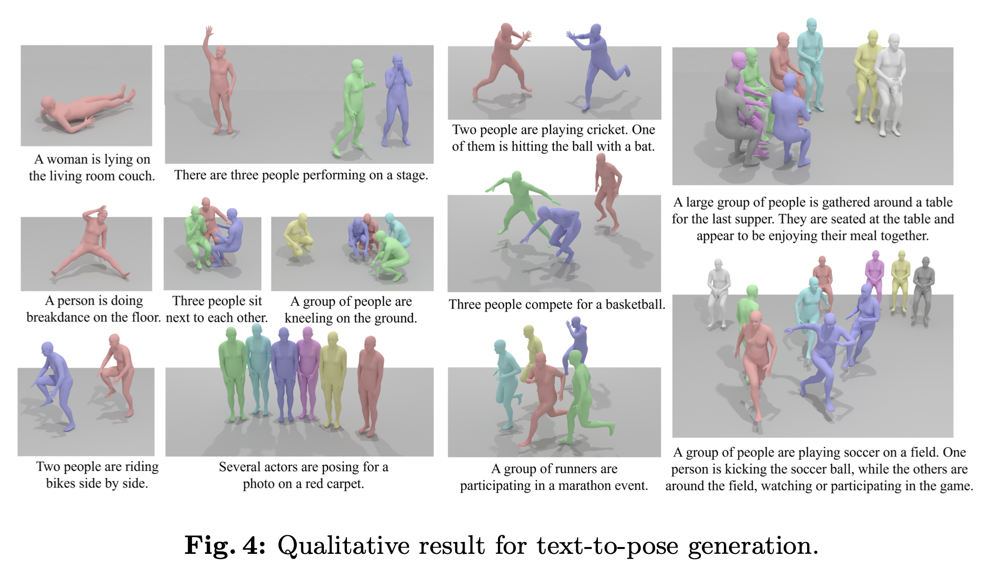 A woman is lying on
the living room couch.
There are three people performing on a stage.
Two people are playing cricket. One
of them is hitting the ball with a bat.
A large group of people is gathered around a table
for the last supper. They are seated at the table and
appear to be enjoying their meal together.
A person is doing
breakdance on the floor.
Three people sit
next to each other.
A group of people are
kneeling on the ground.
Three people compete for a basketball.
Two people are riding
bikes side by side.
Several actors are posing for a
photo on a red carpet.
A group of runners are
participating in a marathon event.
A group of people are playing soccer on a field. One
person is kicking the soccer ball, while the others are
around the field, watching or participating in the game.
Fig. 4: Qualitative result for text-to-pose generation.